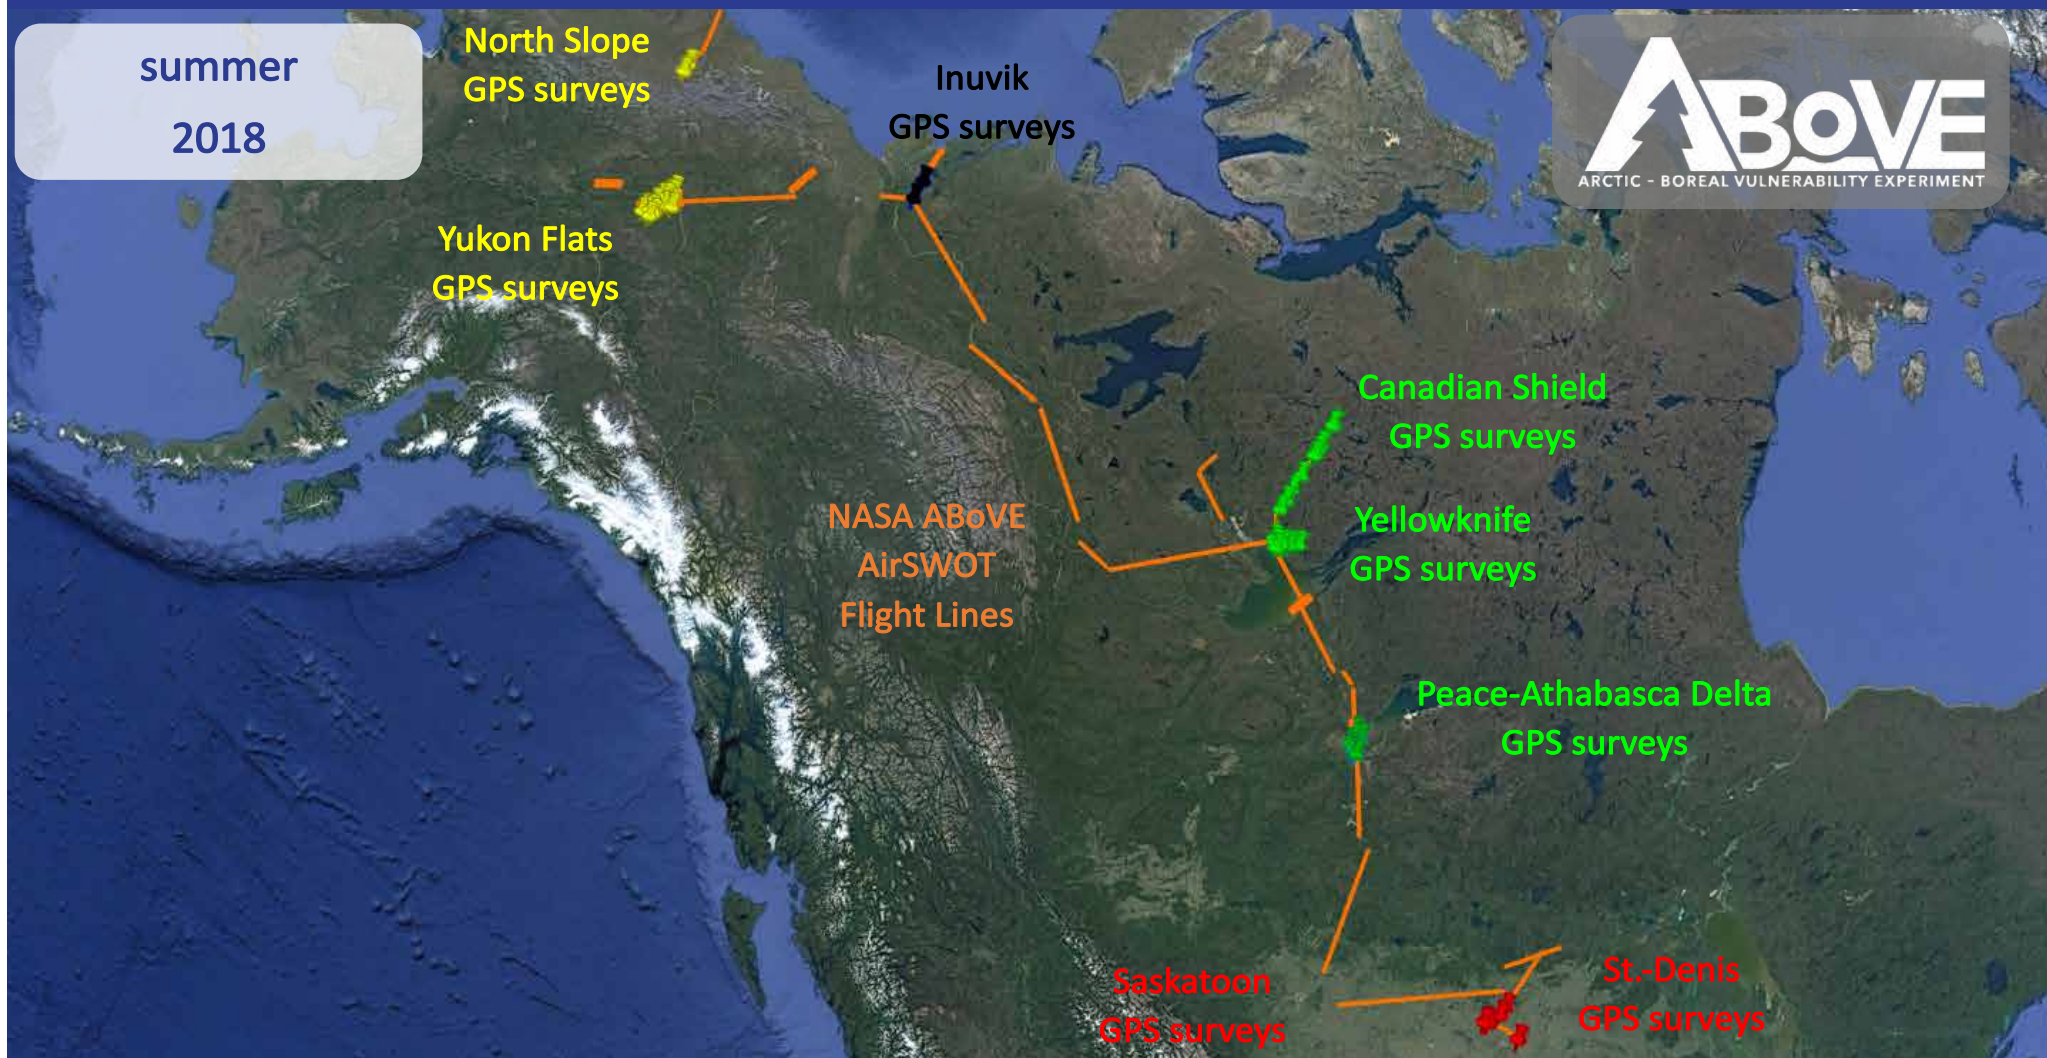 summer
2018
North Slope
GPS surveys
Inuvik
GPS surveys
ABoVE
ARCTIC - BOREAL VULNERABILITY EXPERIMENT
Yukon Flats
GPS surveys
Canadian Shield
GPS surveys
NASA ABoVE
AirSWOT
Flight Lines
Yellowknife
GPS surveys
Peace-Athabasca Delta
GPS surveys
Saskatoon
GPS surveys
St.-Denis
GPS surveys